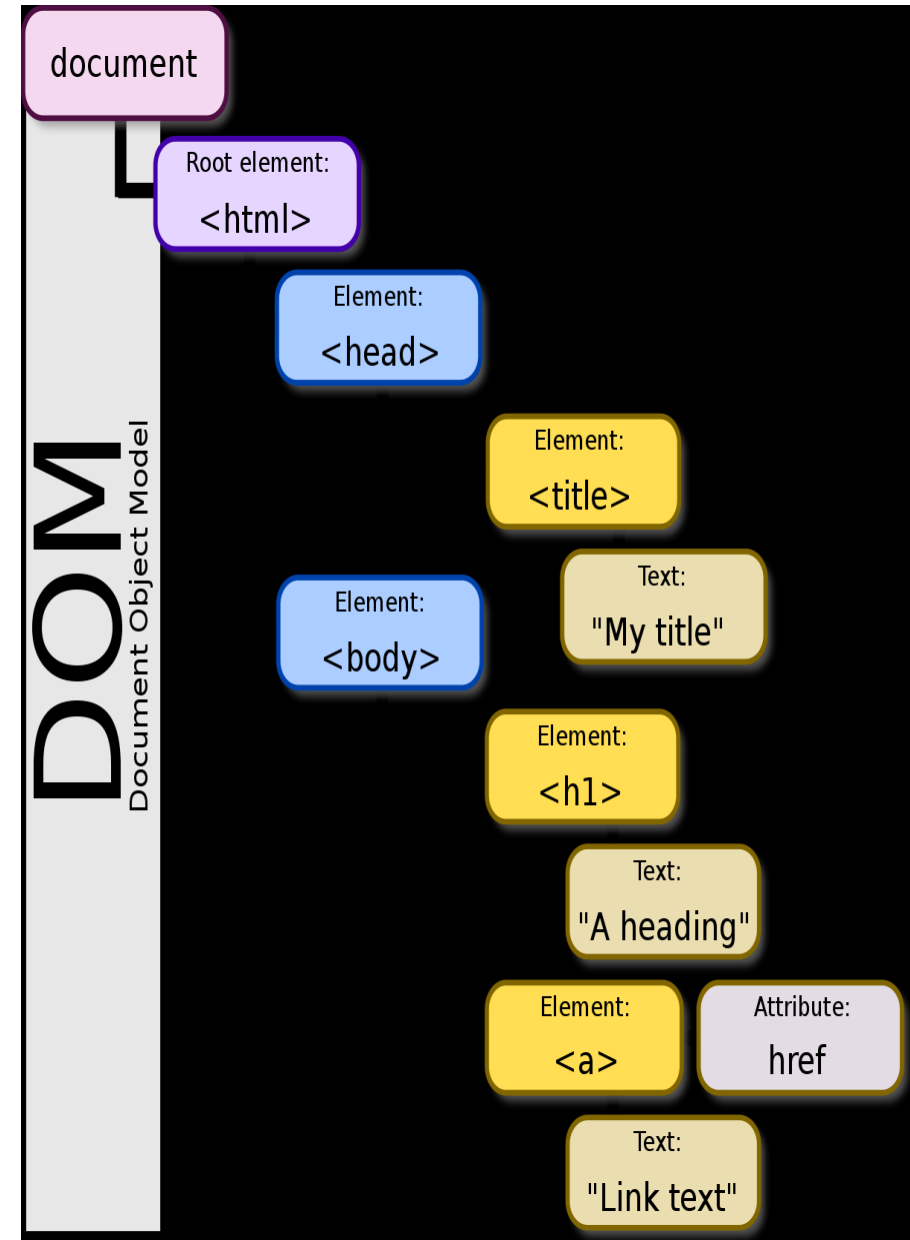 document
Root element:
<html>
Element:
<head>
Element:
<title>
Text:
"My title"
Element:
<body>
Element:
<h1>
Text:
"A heading"
Element:
<a>
Attribute:
href
Text:
"Link text"
DOM
Document Object Model